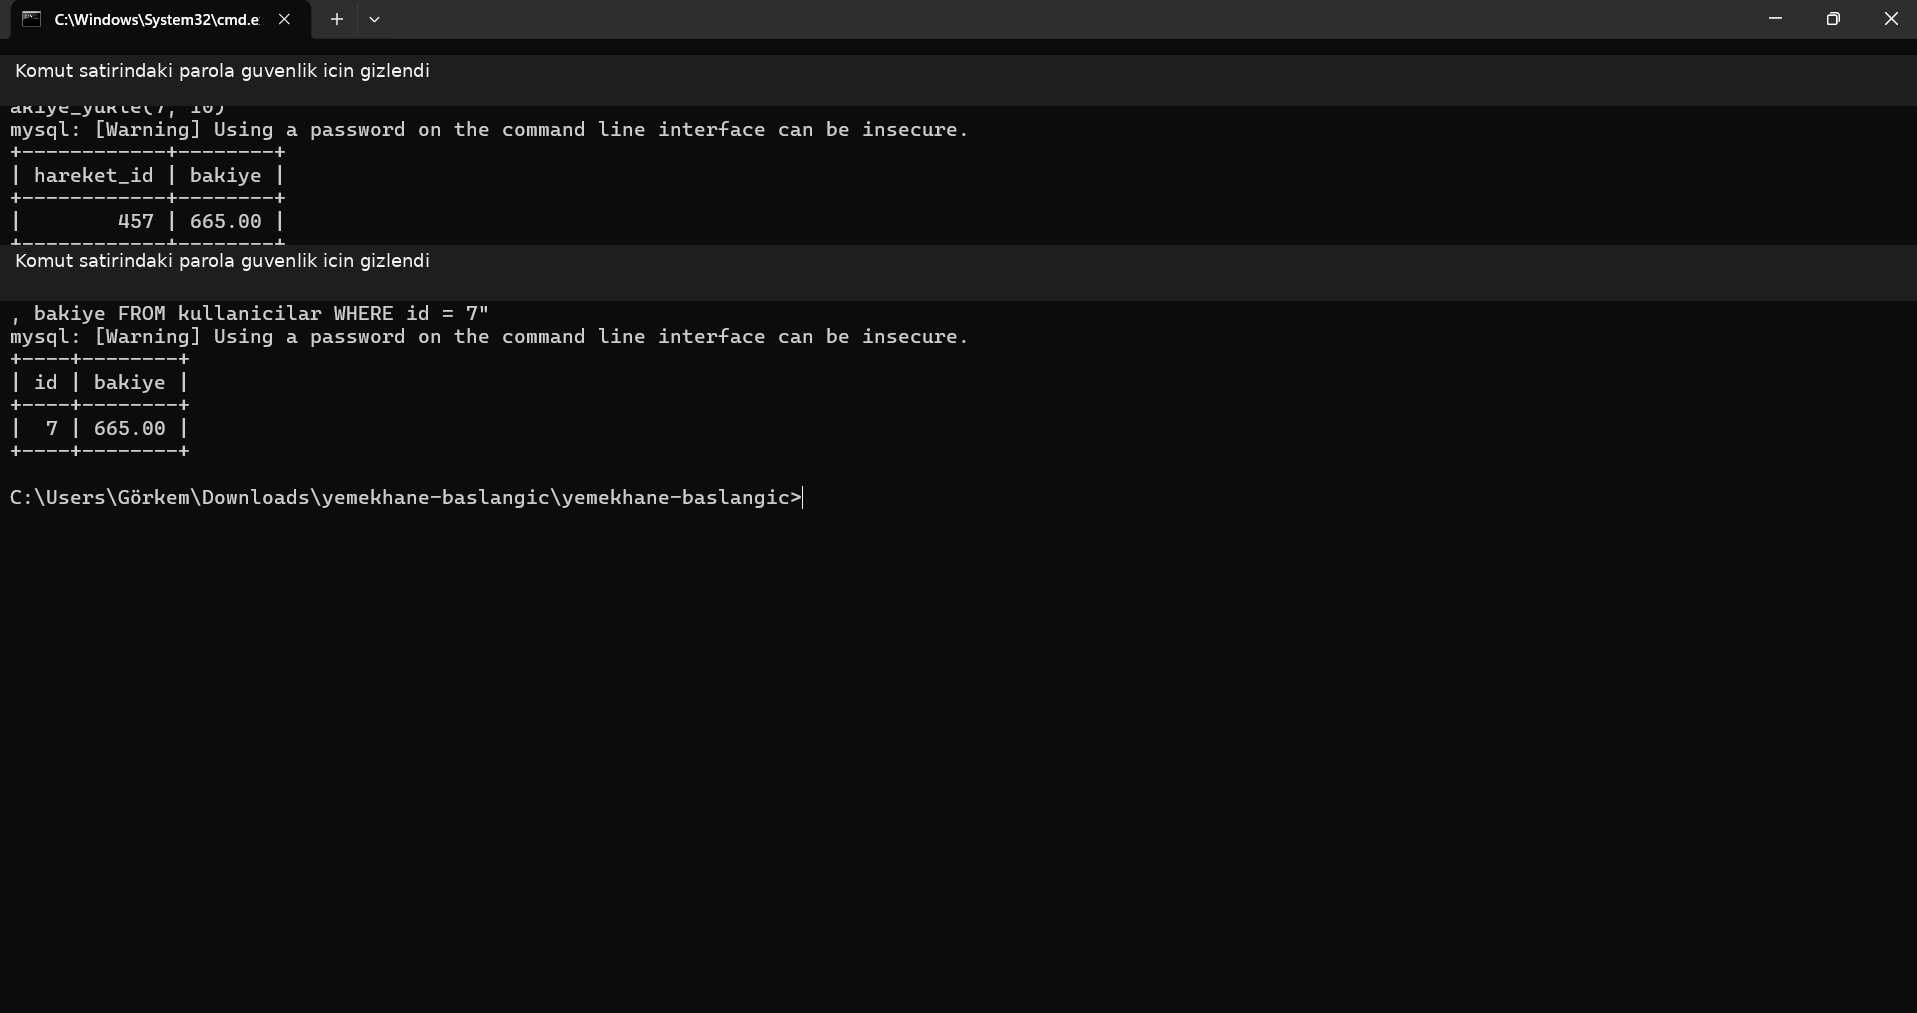 C:\Windows\System32\cmd.e
Komut satirindaki parola guvenlik icin gizlendi
akiye_yukle(7, 10)
mysql: [Warning] Using a password on the command line interface can be insecure.
+------------+--------+
| hareket_id | bakiye |
+------------+--------+
|        457 | 665.00 |
+------------+--------+
Komut satirindaki parola guvenlik icin gizlendi
, bakiye FROM kullanicilar WHERE id = 7"
mysql: [Warning] Using a password on the command line interface can be insecure.
+----+--------+
| id | bakiye |
+----+--------+
|  7 | 665.00 |
+----+--------+
C:\Users\Görkem\Downloads\yemekhane-baslangic\yemekhane-baslangic>